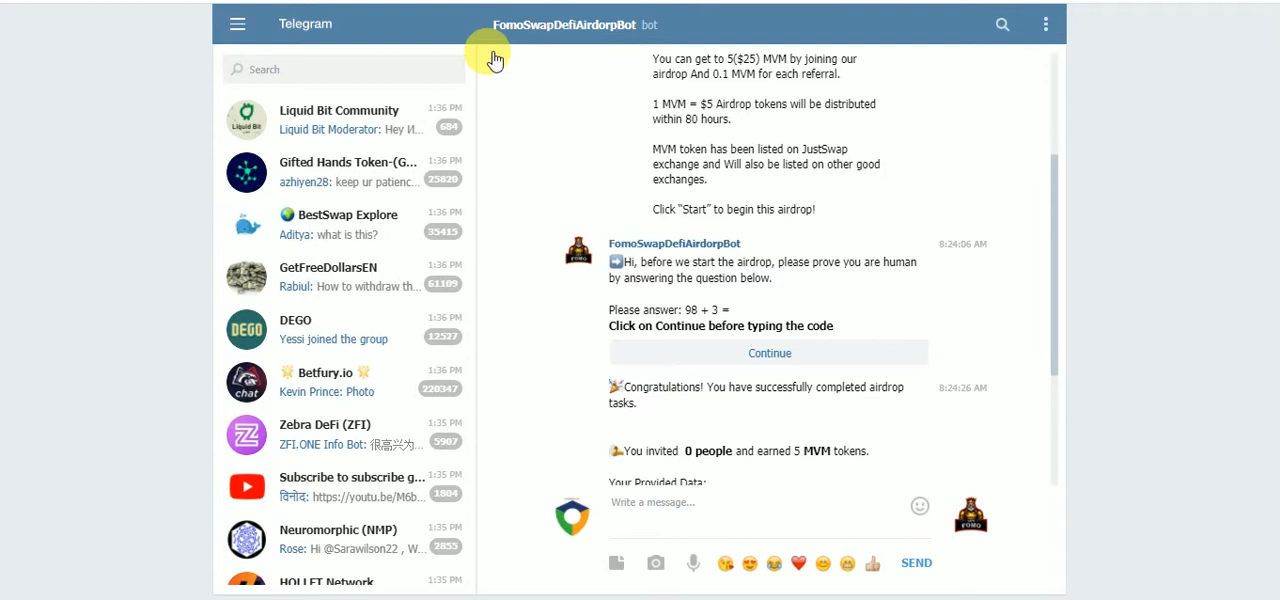 Telegram
FomoSwapDefiAirdorpBot bot
Search
Liquid Bit Community 1:36 PM
Liquid Bit Moderator: Hey И... 684
Gifted Hands Token-(G... 1:36 PM
azhiyen28: keep ur patienc... 25820
BestSwap Explore 1:36 PM
Aditya: what is this? 35415
GetFreeDollarsEN 1:36 PM
Rabiul: How to withdraw th... 61109
DEGO 1:36 PM
Yessi joined the group 12527
Betfury.io 1:36 PM
Kevin Prince: Photo 220347
Zebra DeFi (ZFI) 1:35 PM
ZFI.ONE Info Bot: 很高兴为... 5907
Subscribe to subscribe g... 1:35 PM
विनोद: https://youtu.be/M6b... 1804
Neuromorphic (NMP) 1:35 PM
Rose: Hi @Sarawilson22 , W... 2855
HOLLET Network 1:35 PM
You can get to 5($25) MVM by joining our
airdrop And 0.1 MVM for each referral.
1 MVM = $5 Airdrop tokens will be distributed
within 80 hours.
MVM token has been listed on JustSwap
exchange and Will also be listed on other good
exchanges.
Click “Start” to begin this airdrop!
FomoSwapDefiAirdorpBot 8:24:06 AM
Hi, before we start the airdrop, please prove you are human
by answering the question below.
Please answer: 98 + 3 =
Click on Continue before typing the code
Continue
Congratulations! You have successfully completed airdrop 8:24:26 AM
tasks.
You invited 0 people and earned 5 MVM tokens.
Your Provided Data:
Write a message...
SEND
Liquid Bit
DEGO
chat
FOMO
FOMO